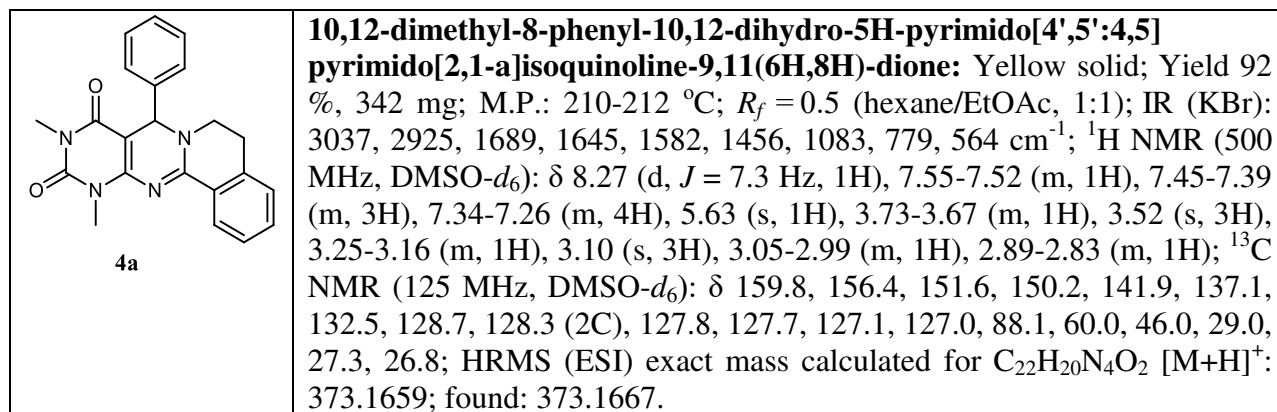 O
N
N
O
N
N
4a
10,12-dimethyl-8-phenyl-10,12-dihydro-5H-pyrimido[4',5':4,5]
pyrimido[2,1-a]isoquinoline-9,11(6H,8H)-dione: Yellow solid; Yield 92
%, 342 mg; M.P.: 210-212 °C; Rf = 0.5 (hexane/EtOAc, 1:1); IR (KBr):
3037, 2925, 1689, 1645, 1582, 1456, 1083, 779, 564 cm-1; 1H NMR (500
MHz, DMSO-d6): δ 8.27 (d, J = 7.3 Hz, 1H), 7.55-7.52 (m, 1H), 7.45-7.39
(m, 3H), 7.34-7.26 (m, 4H), 5.63 (s, 1H), 3.73-3.67 (m, 1H), 3.52 (s, 3H),
3.25-3.16 (m, 1H), 3.10 (s, 3H), 3.05-2.99 (m, 1H), 2.89-2.83 (m, 1H); 13C
NMR (125 MHz, DMSO-d6): δ 159.8, 156.4, 151.6, 150.2, 141.9, 137.1,
132.5, 128.7, 128.3 (2C), 127.8, 127.7, 127.1, 127.0, 88.1, 60.0, 46.0, 29.0,
27.3, 26.8; HRMS (ESI) exact mass calculated for C22H20N4O2 [M+H]+:
373.1659; found: 373.1667.